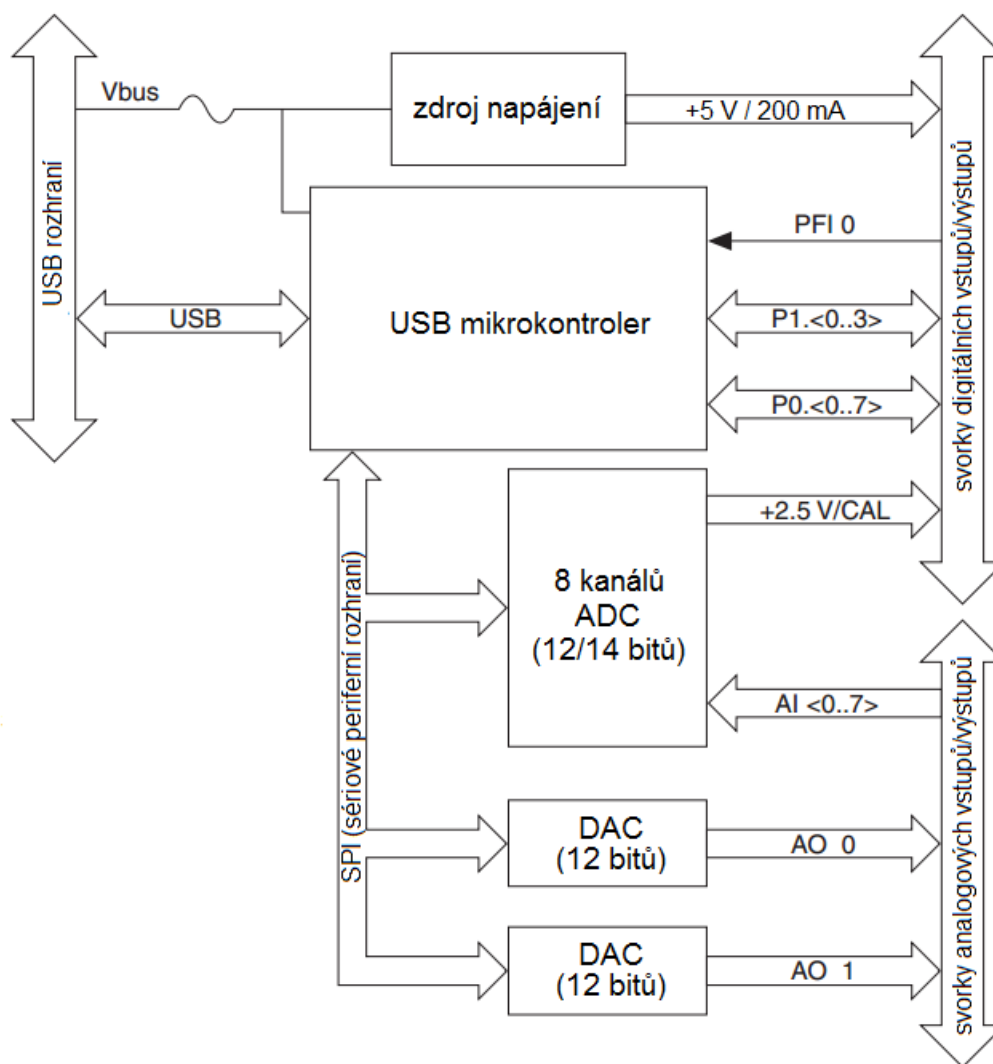 Vbus
zdroj napájení
+5 V / 200 mA
USB rozhraní
PFI 0
USB
USB mikrokontroler
P1.<0..3>
P0.<0..7>
svorky digitálních vstupů/výstupů
+2.5 V/CAL
8 kanálů
ADC
(12/14 bitů)
SPI (sériové periferní rozhraní)
AI <0..7>
DAC
(12 bitů)
AO 0
DAC
(12 bitů)
AO 1
svorky analogových vstupů/výstupů